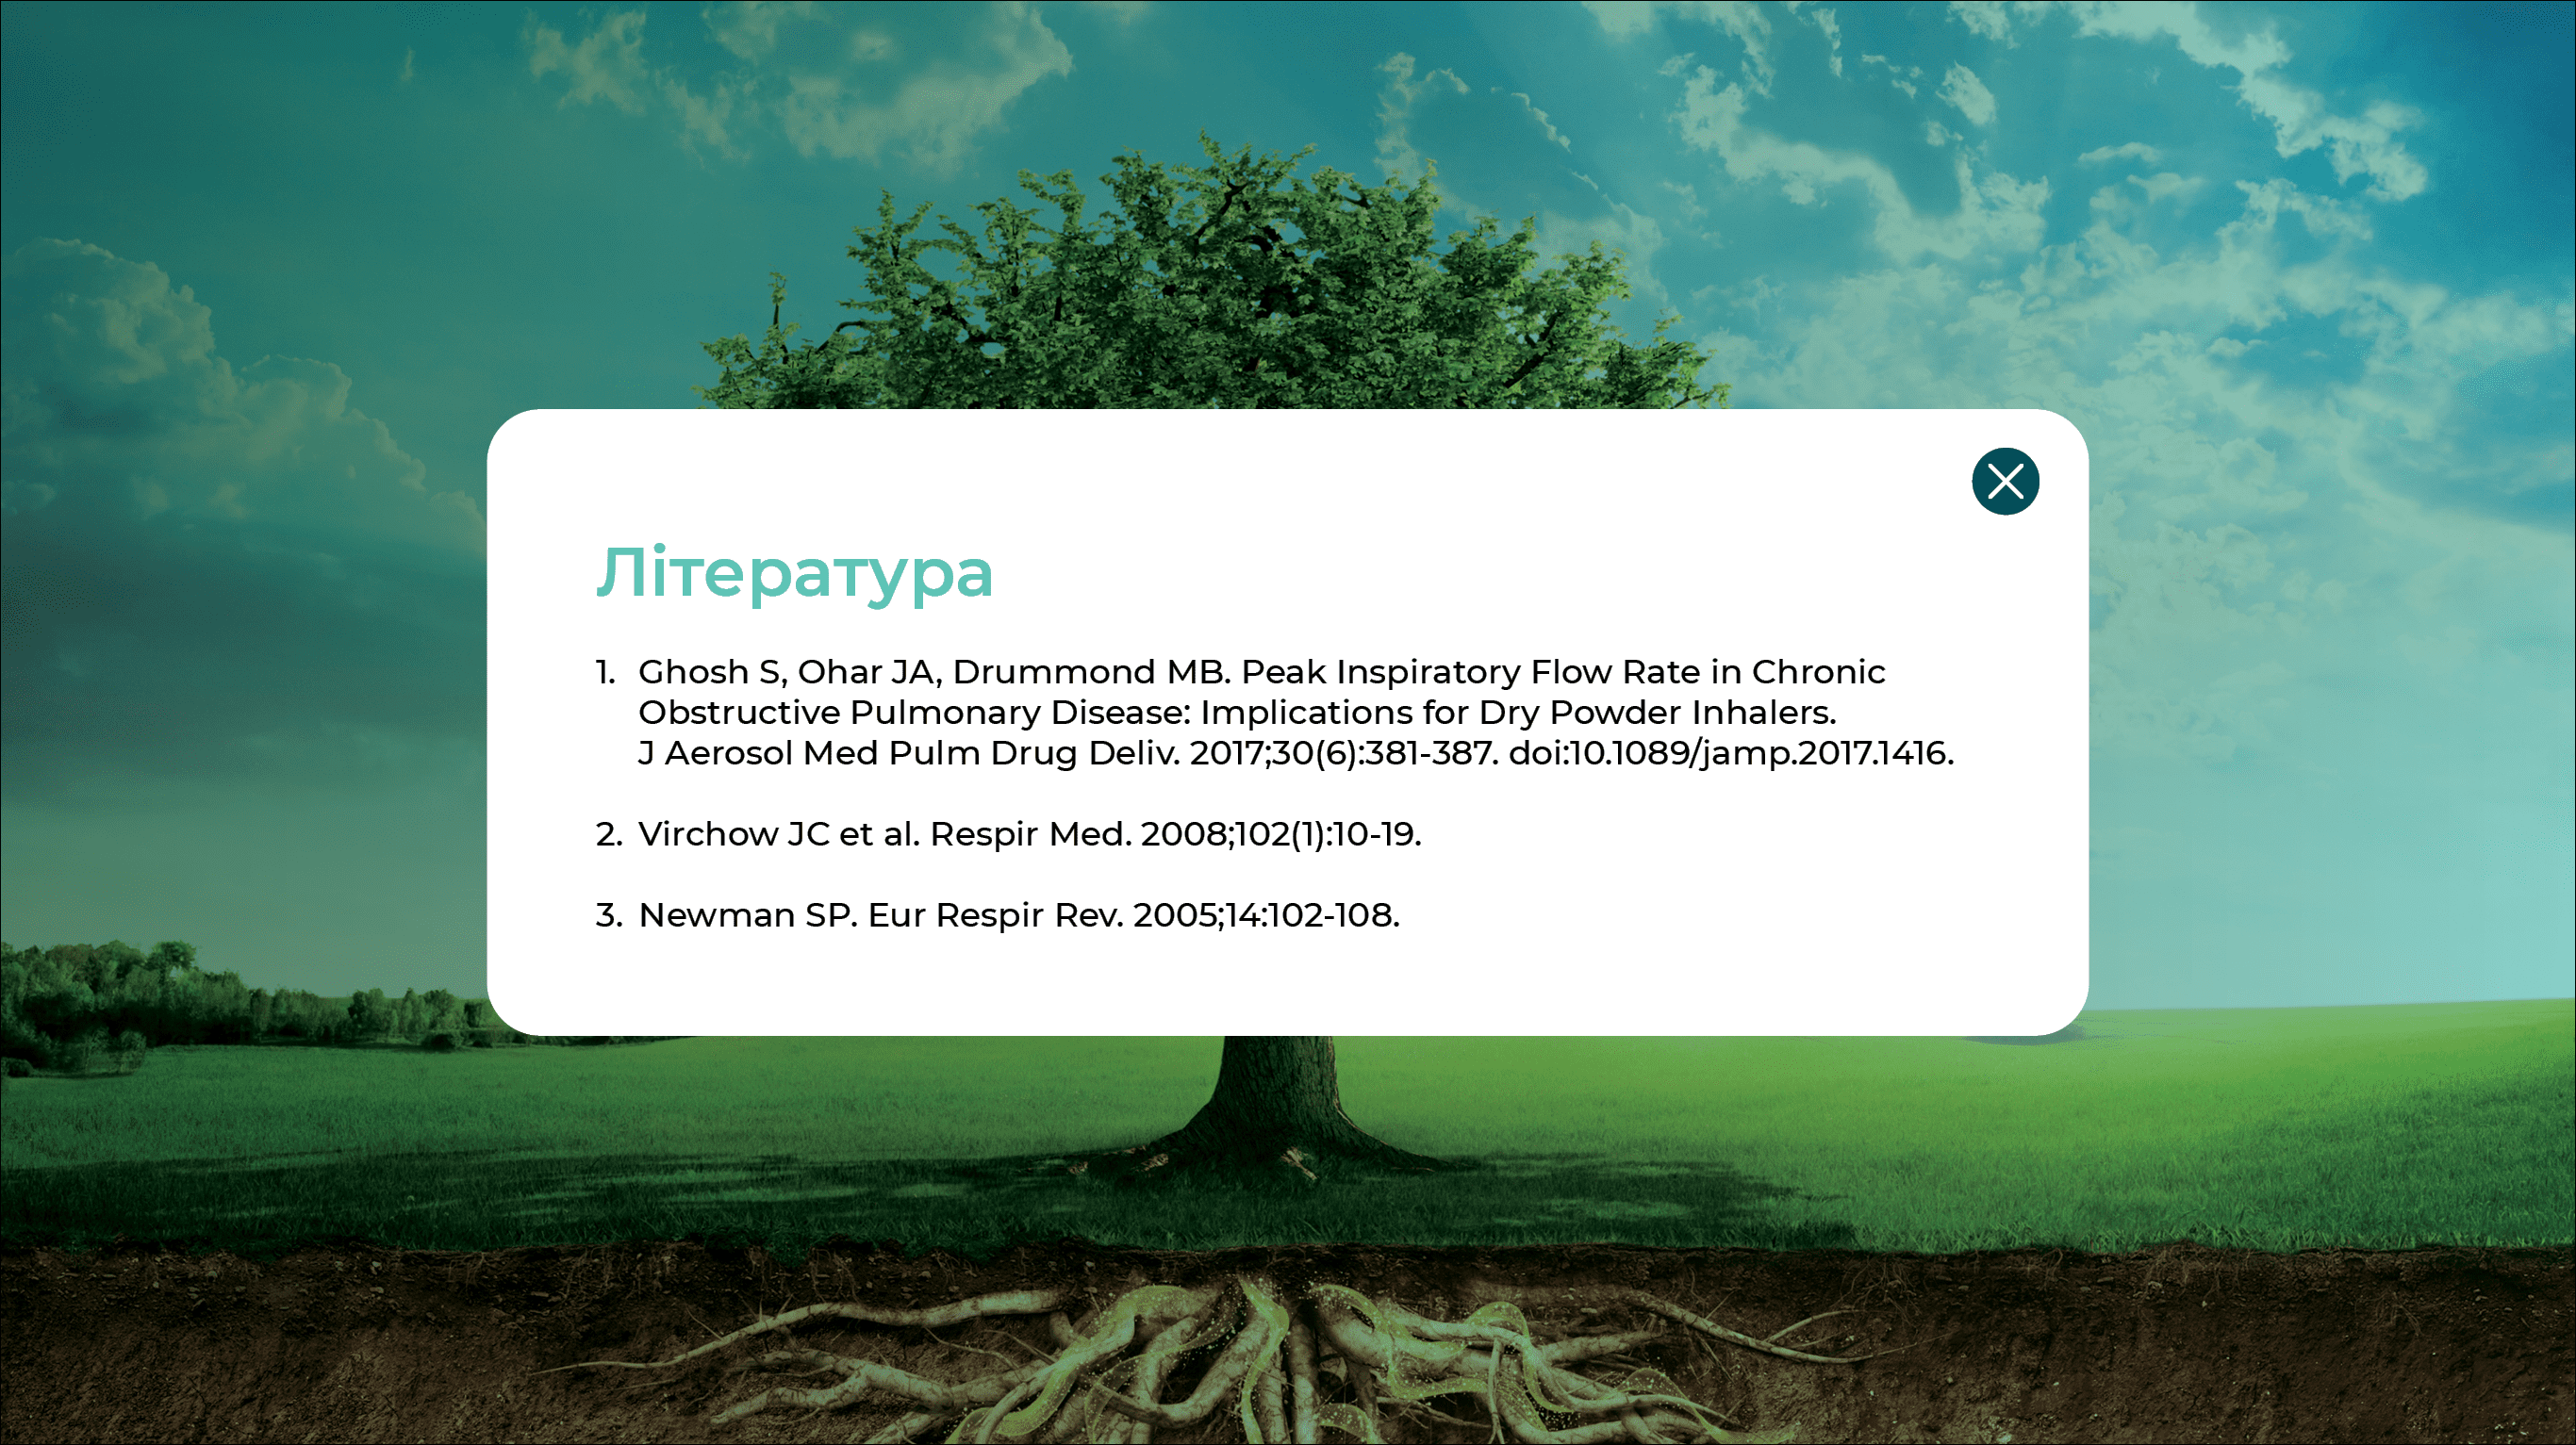 Література
1. Ghosh S, Ohar JA, Drummond MB. Peak Inspiratory Flow Rate in Chronic
Obstructive Pulmonary Disease: Implications for Dry Powder Inhalers.
J Aerosol Med Pulm Drug Deliv. 2017;30(6):381-387. doi:10.1089/jamp.2017.1416.
2. Virchow JC et al. Respir Med. 2008;102(1):10-19.
3. Newman SP. Eur Respir Rev. 2005;14:102-108.